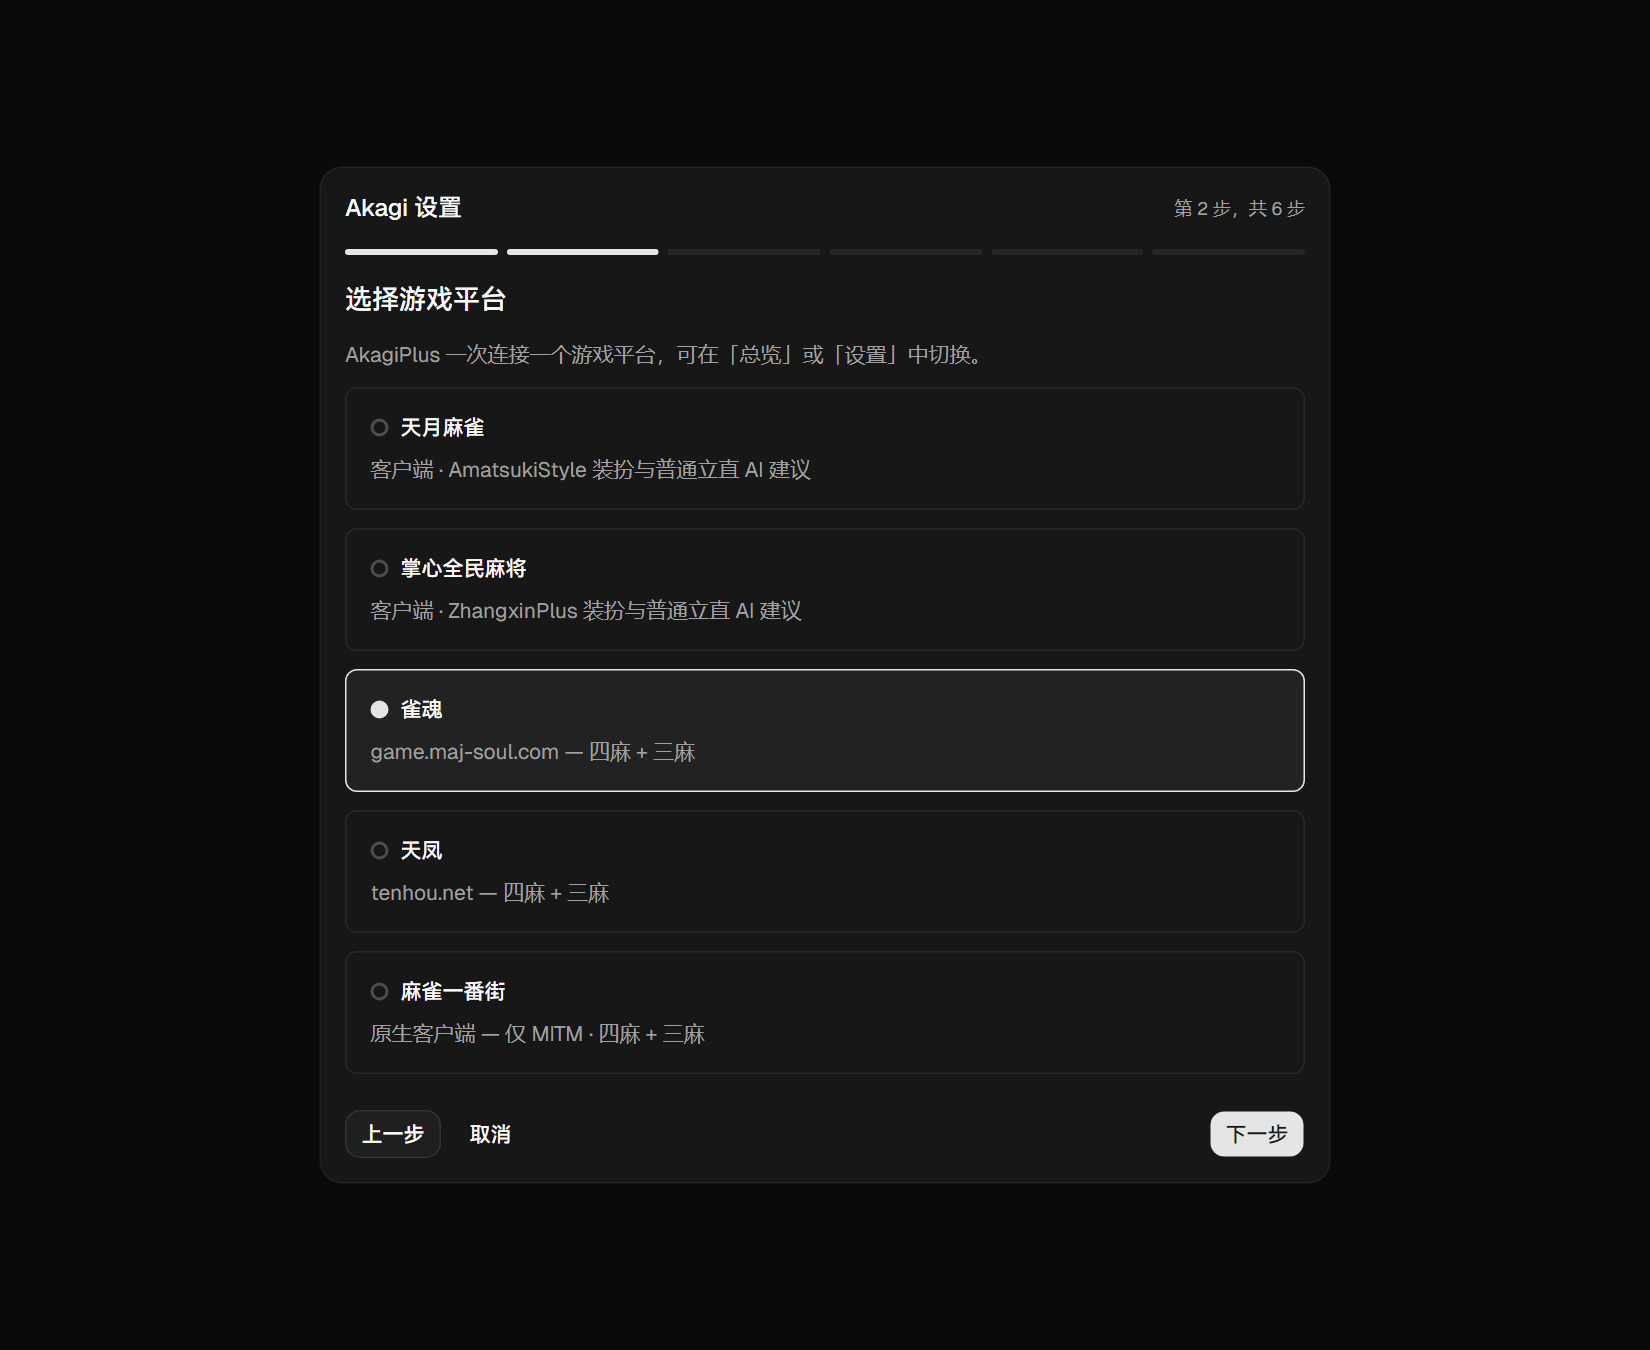 Akagi 设置
第 2 步，共 6 步
选择游戏平台
AkagiPlus 一次连接一个游戏平台，可在「总览」或「设置」中切换。
天月麻雀
客户端 · AmatsukiStyle 装扮与普通立直 AI 建议
掌心全民麻将
客户端 · ZhangxinPlus 装扮与普通立直 AI 建议
雀魂
game.maj-soul.com — 四麻 + 三麻
天凤
tenhou.net — 四麻 + 三麻
麻雀一番街
原生客户端 — 仅 MITM · 四麻 + 三麻
上一步
取消
下一步